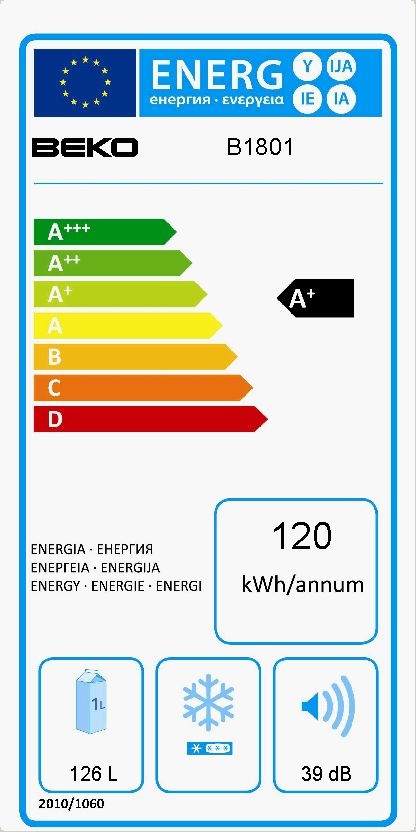 ENERG Y IJA
енергия · ενεργεια IE IA
BEKO B1801
A+++
A++
A+ A+
A
B
C
D
120
kWh/annum
ENERGIA · ЕНЕРГИЯ
ΕΝΕΡΓΕΙΑ · ENERGIJA
ENERGY · ENERGIE · ENERGI
1L
126 L
39 dB
2010/1060